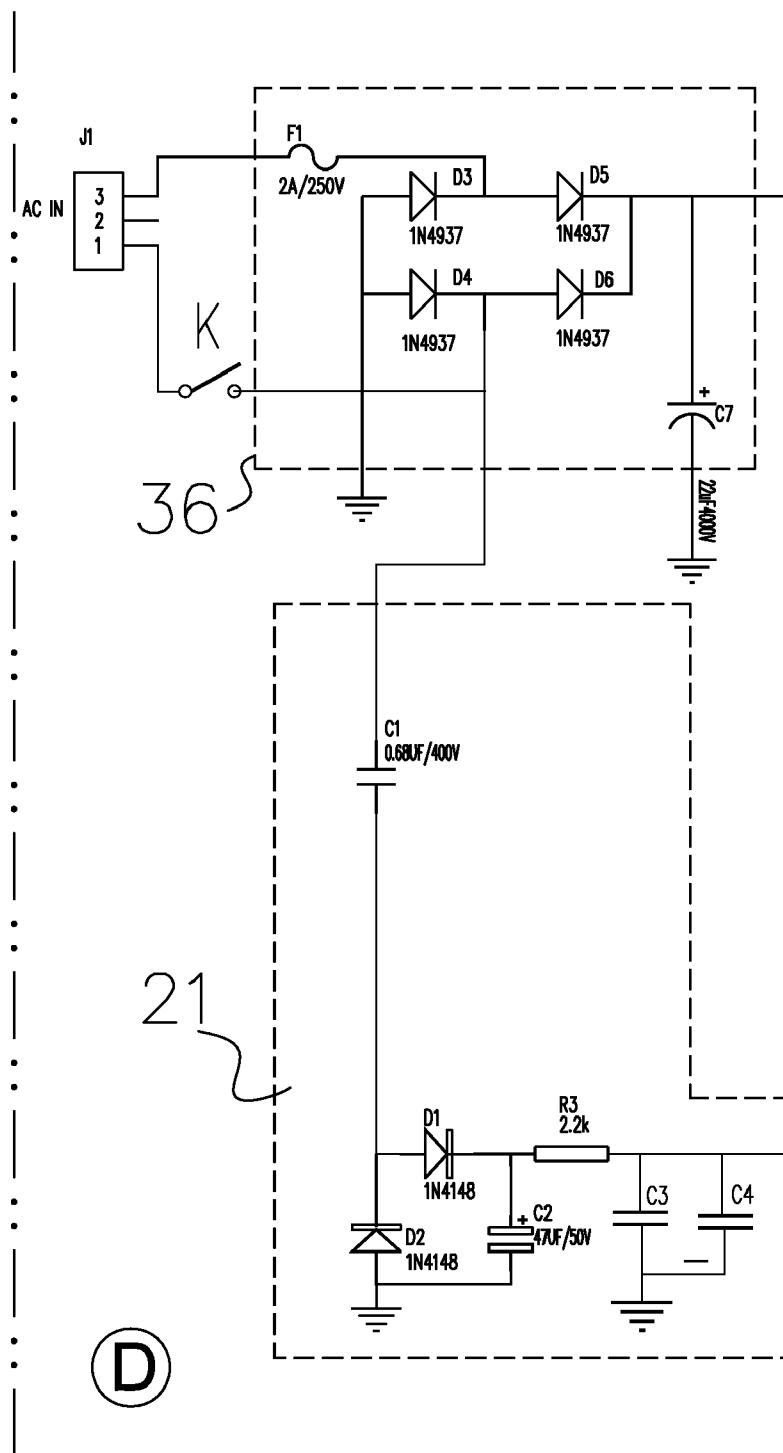 J1
AC IN
3
2
1
F1
2A/250V
D3
1N4937
D5
1N4937
D4
1N4937
D6
1N4937
K
+
C7
22uF4000V
36
C1
0.68UF/400V
21
D1
1N4148
R3
2.2k
D2
1N4148
+
C2
47UF/50V
C3
C4
D